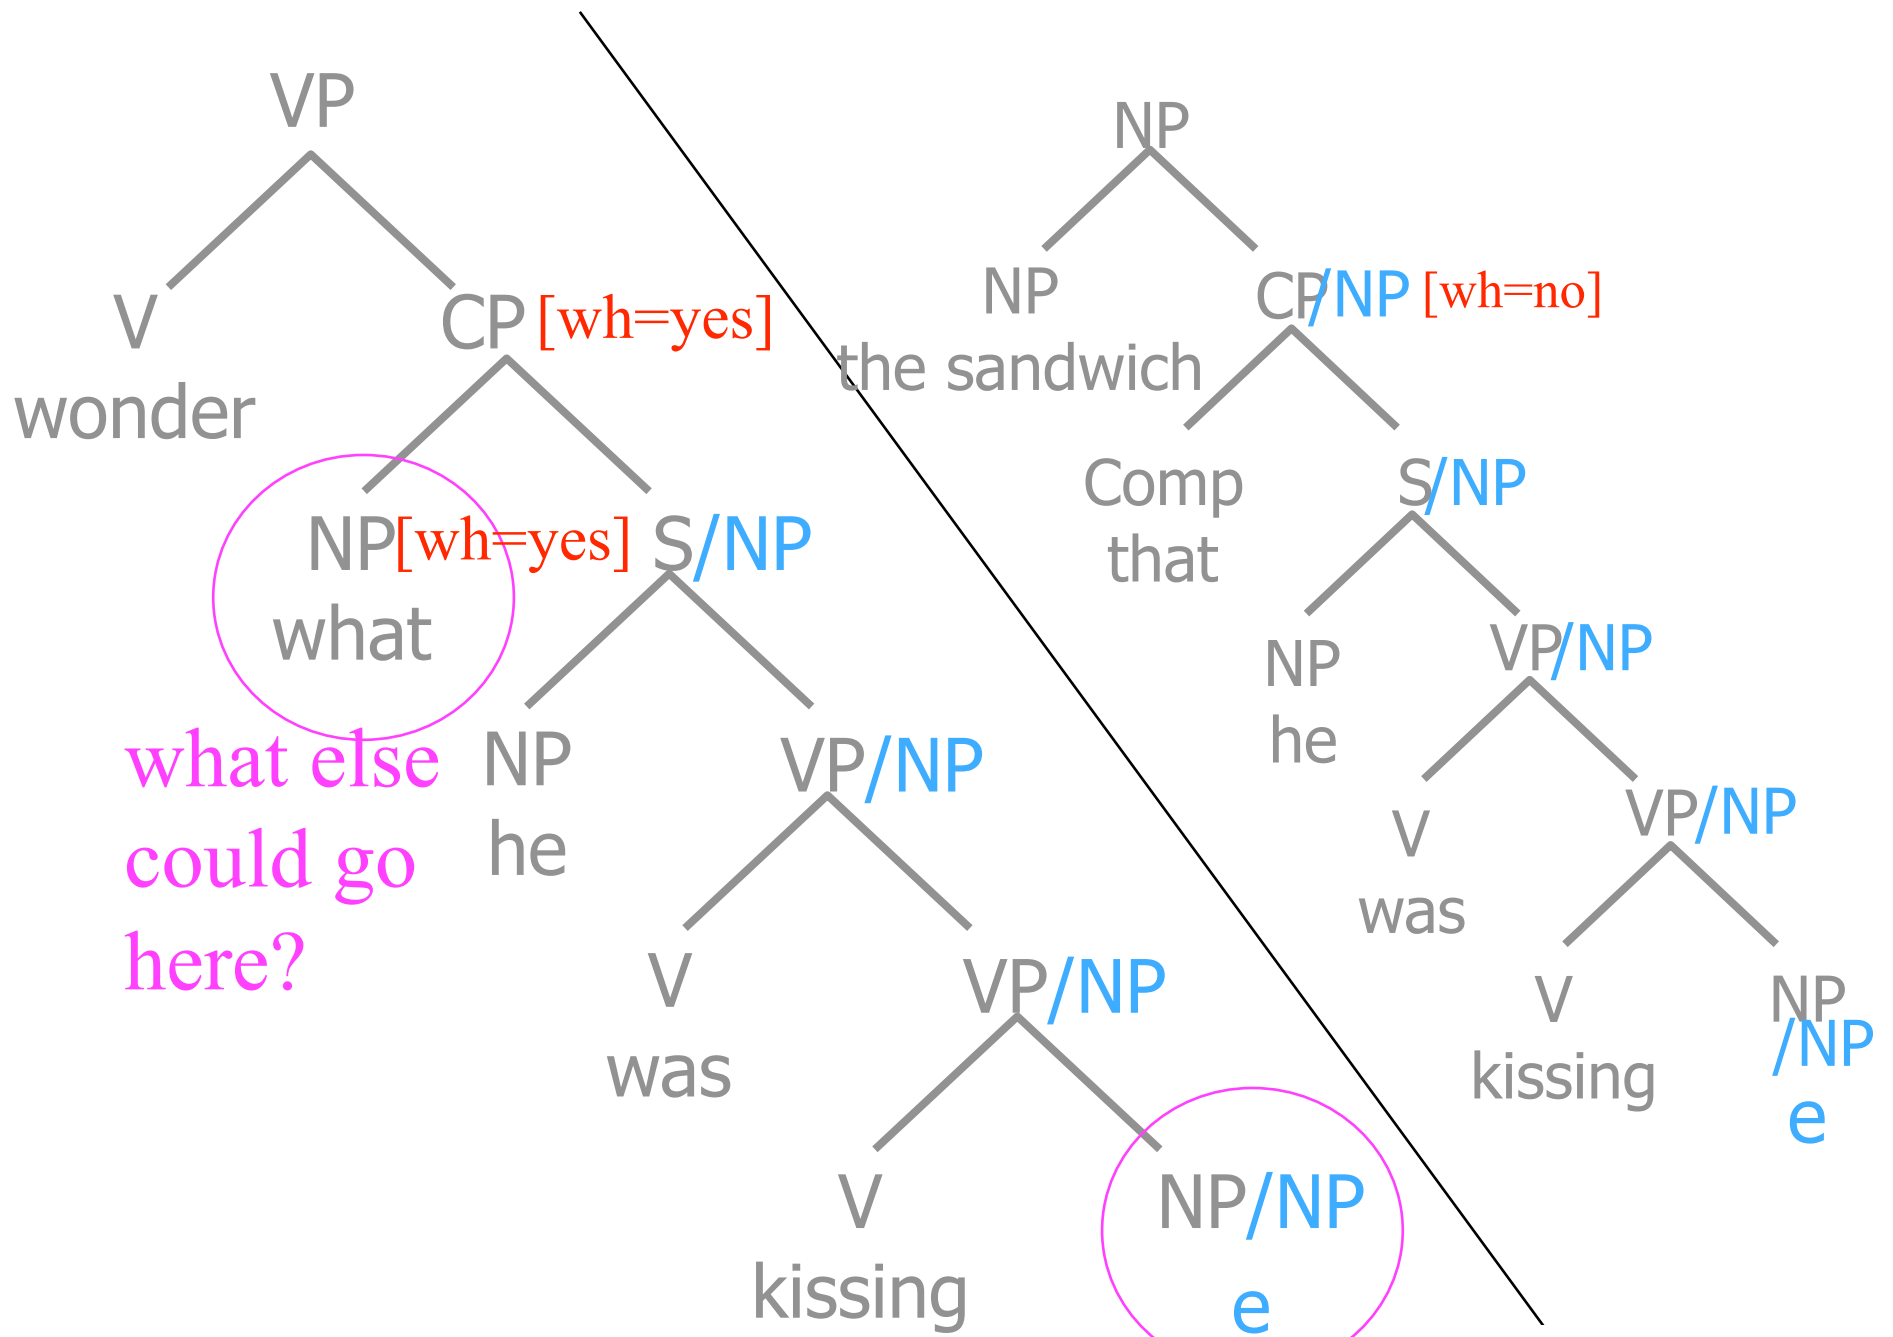 VP
V
CP [wh=yes]
wonder
NP[wh=yes] S/NP
what
what else
could go
here?
NP
VP/NP
he
V
VP/NP
was
V
NP/NP
kissing
e
NP
NP
CP/NP [wh=no]
the sandwich
Comp
S/NP
that
NP
VP/NP
he
V
VP/NP
was
V
NP
/NP
kissing
e